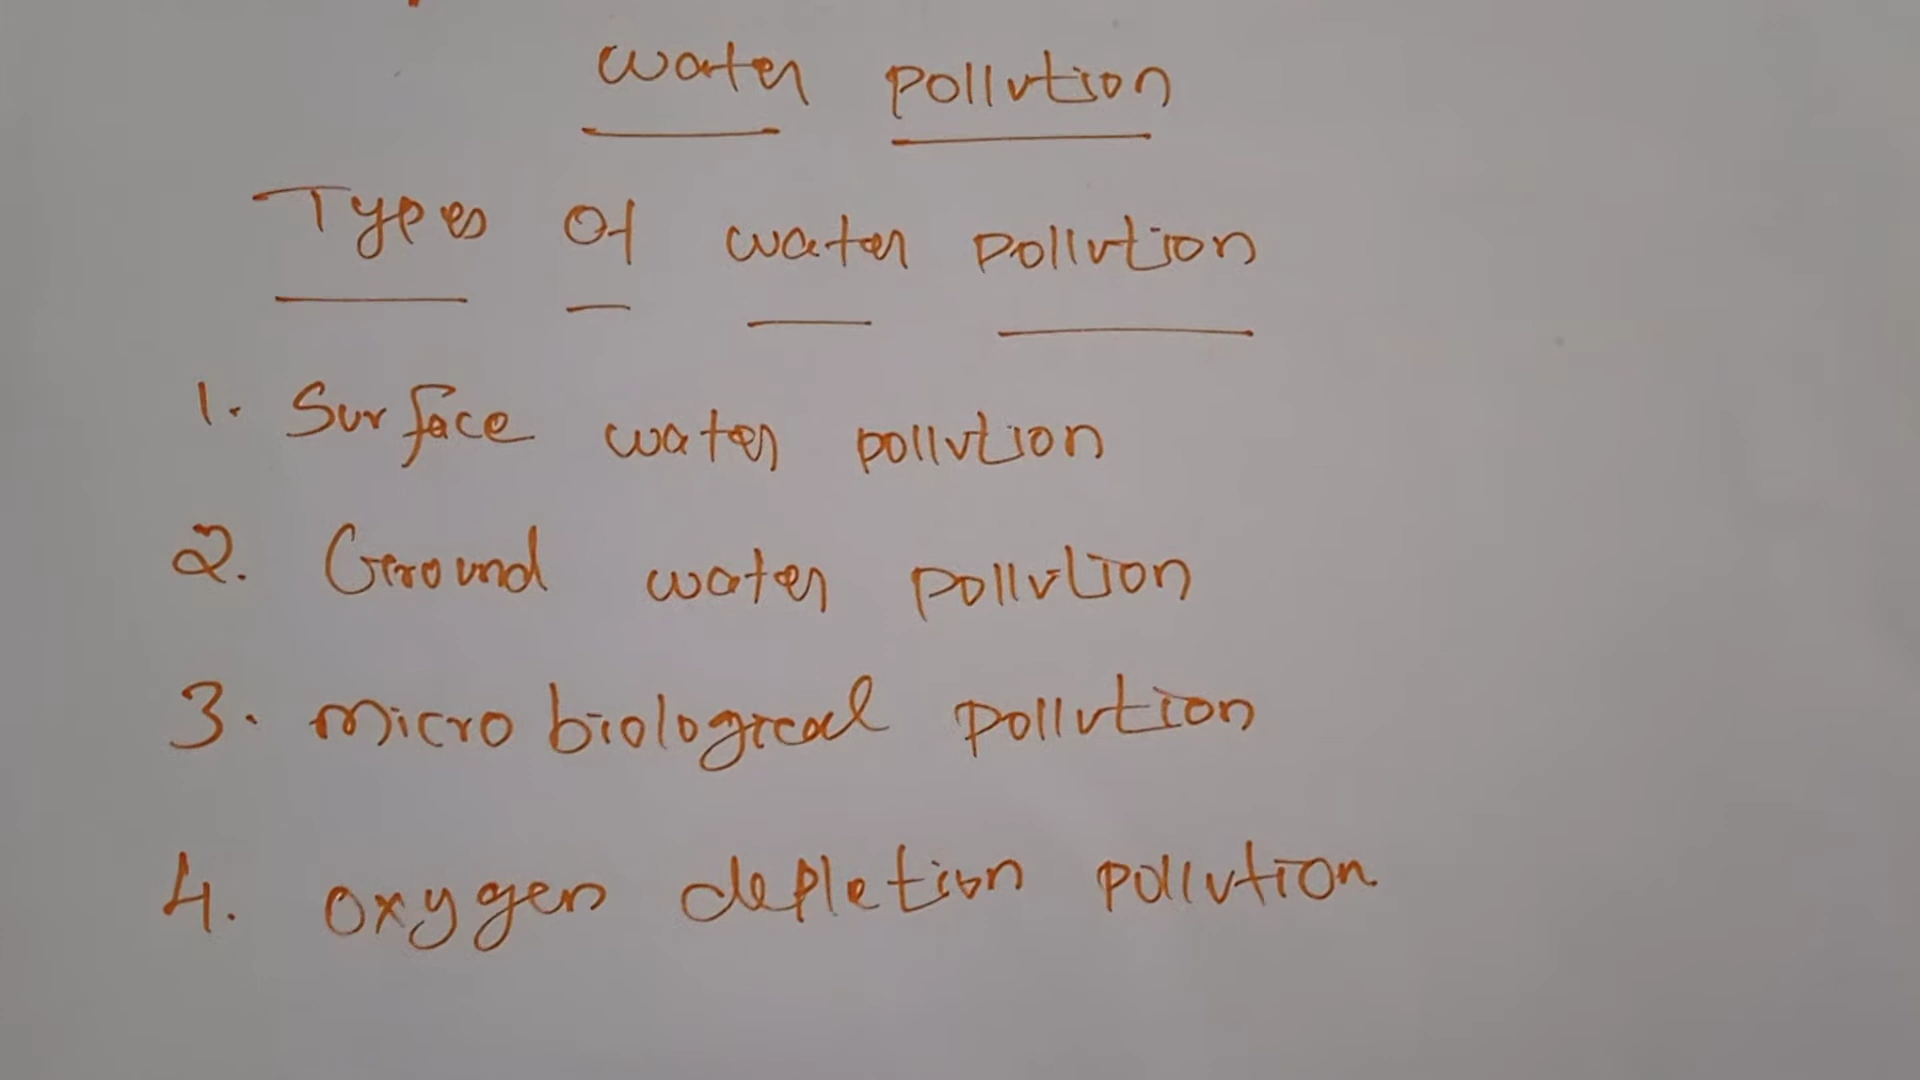 water pollution
Types of water pollution
1. Surface water pollution
2. Ground water pollution
3. micro biological pollution
4. oxygen depletion pollution